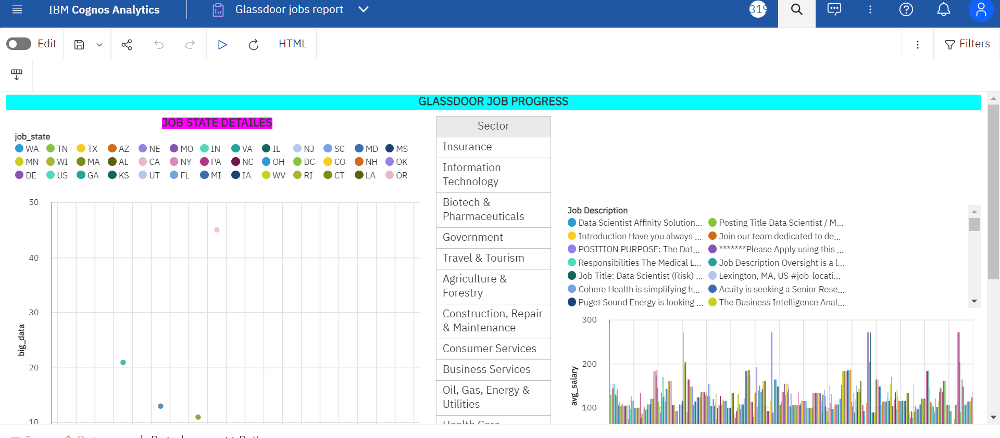 IBM Cognos Analytics
Glassdoor jobs report
319
Edit
HTML
Filters
GLASSDOOR JOB PROGRESS
JOB STATE DETAILES
job_state
WA TN TX AZ NE MO IN VA IL NJ SC MD MS
MN WI MA AL CA NY PA NC OH DC CO NH OK
DE US GA KS UT FL MI IA WV RI CT LA OR
50
40
30
20
10
big_data
Sector
Insurance
Information
Technology
Biotech &
Pharmaceuticals
Government
Travel & Tourism
Agriculture &
Forestry
Construction, Repair
& Maintenance
Consumer Services
Business Services
Oil, Gas, Energy &
Utilities
Health Care
Job Description
Data Scientist Affinity Solution... Posting Title Data Scientist / M...
Introduction Have you always ... Join our team dedicated to de...
POSITION PURPOSE: The Dat... *******Please Apply using this ...
Responsibilities The Medical L... Job Description Oversight is a l...
Job Title: Data Scientist (Risk) ... Lexington, MA, US #job-locati...
Cohere Health is simplifying h... Acuity is seeking a Senior Rese...
Puget Sound Energy is looking ... The Business Intelligence Anal...
300
200
100
avg_salary